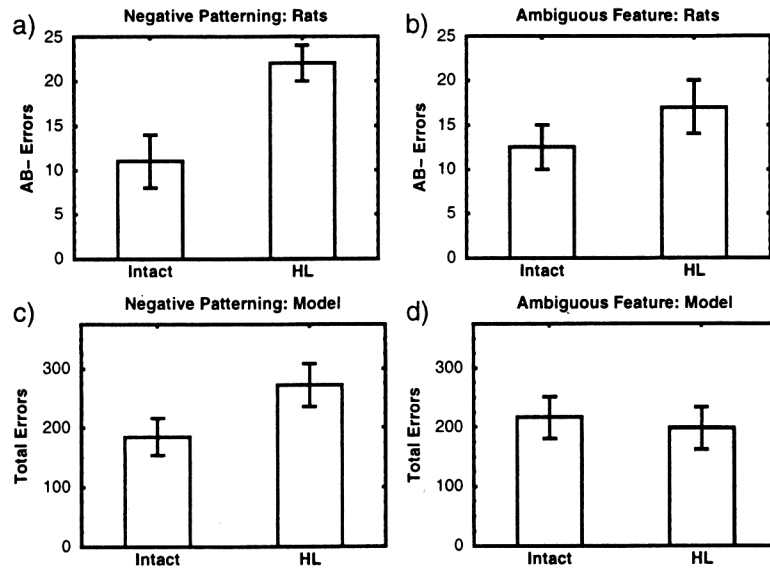 a)
Negative Patterning: Rats
AB− Errors
25
20
15
10
5
0
Intact HL
b)
Ambiguous Feature: Rats
AB− Errors
25
20
15
10
5
0
Intact HL
c)
Negative Patterning: Model
Total Errors
300
200
100
0
Intact HL
d)
Ambiguous Feature: Model
Total Errors
300
200
100
0
Intact HL